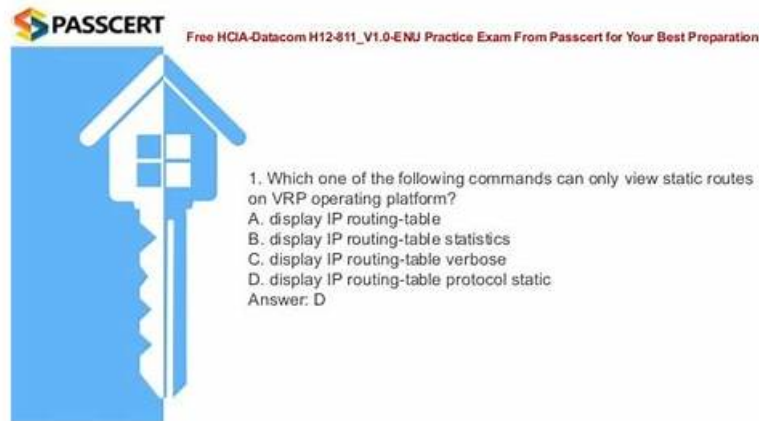 PASSCERT
Free HCIA-Datacom H12-811_V1.0-ENU Practice Exam From Passcert for Your Best Preparation
1. Which one of the following commands can only view static routes
on VRP operating platform?
A. display IP routing-table
B. display IP routing-table statistics
C. display IP routing-table verbose
D. display IP routing-table protocol static
Answer: D